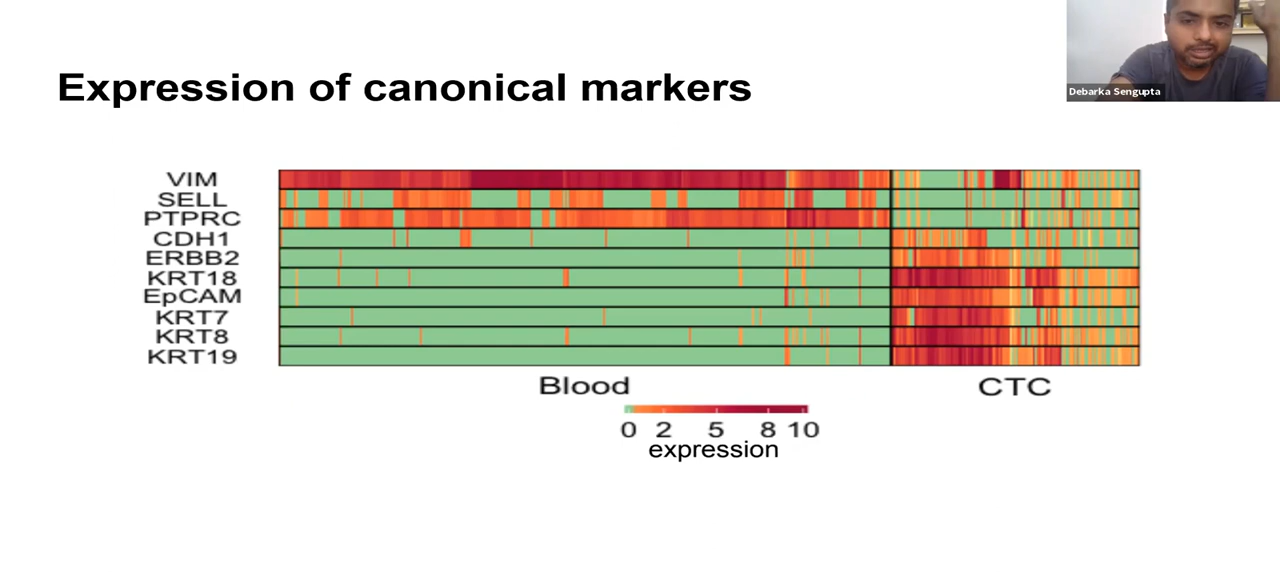 Debarka Sengupta
Expression of canonical markers
VIM
SELL
PTPRC
CDH1
ERBB2
KRT18
EpCAM
KRT7
KRT8
KRT19
Blood
CTC
0 2 5 8 10
expression